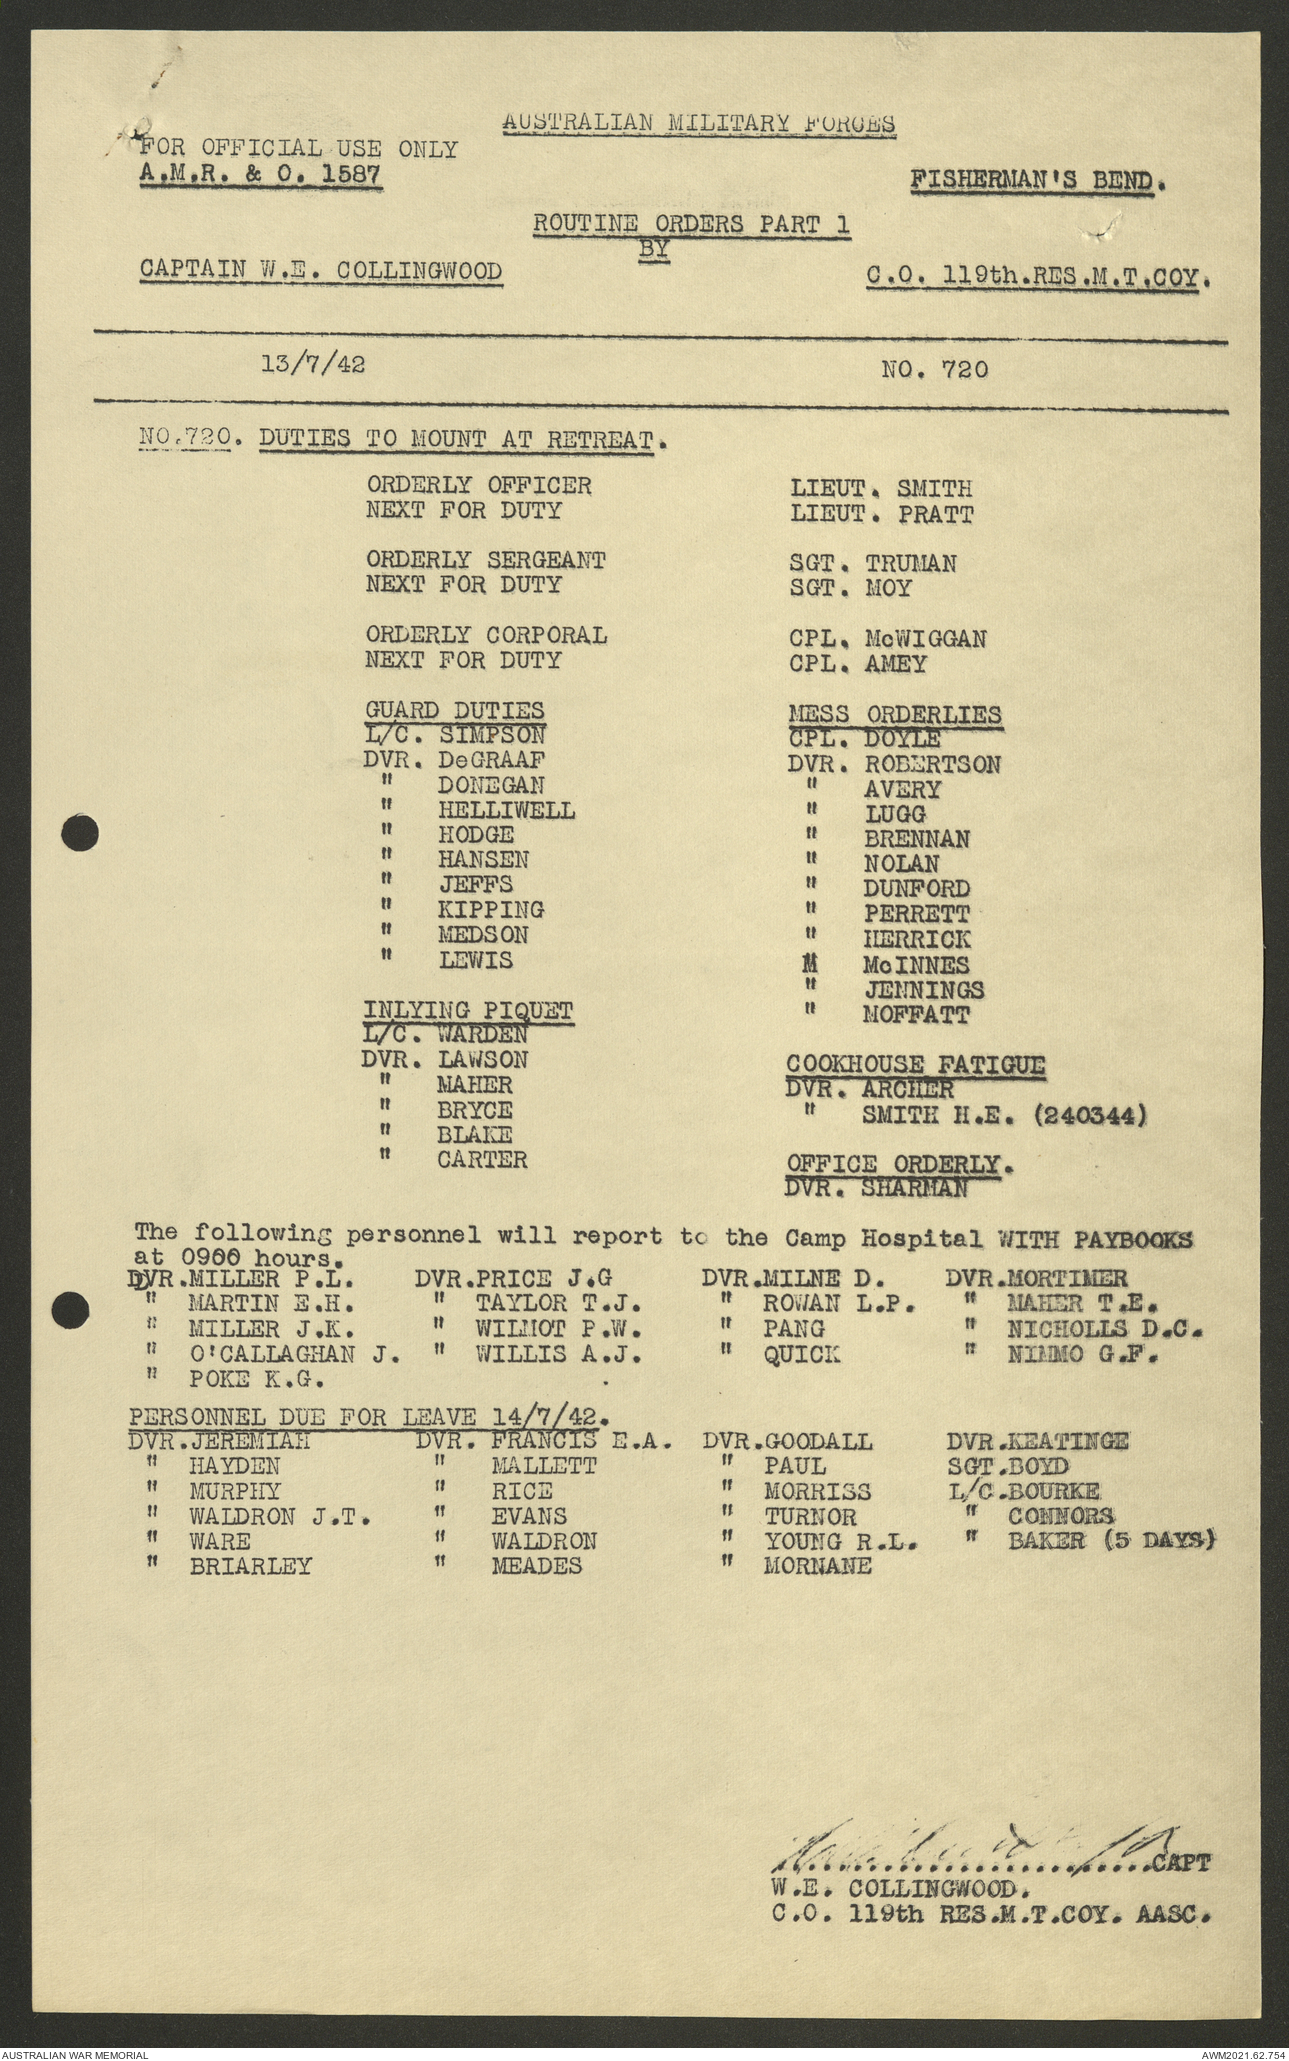 AUSTRALIAN MILITARY FORCES
FOR OFFICIAL USE ONLY
A.M.R. & O. 1587
FISHERMAN'S BEND.
ROUTINE ORDERS PART 1
BY
CAPTAIN W.E. COLLINGWOOD C.O. 119th.RES.M.T.COY.
13/7/42 NO. 720
NO.720. DUTIES TO MOUNT AT RETREAT.
ORDERLY OFFICER LIEUT. SMITH
NEXT FOR DUTY LIEUT. PRATT
ORDERLY SERGEANT SGT. TRUMAN
NEXT FOR DUTY SGT. MOY
ORDERLY CORPORAL CPL. McWIGGAN
NEXT FOR DUTY CPL. AMEY
GUARD DUTIES
L/C. SIMPSON
DVR. DeGRAAF
" DONEGAN
" HELLIWELL
" HODGE
" HANSEN
" JEFFS
" KIPPING
" MEDSON
" LEWIS
INLYING PIQUET
L/C. WARDEN
DVR. LAWSON
" MAHER
" BRYCE
" BLAKE
" CARTER
MESS ORDERLIES
CPL. DOYLE
DVR. ROBERTSON
" AVERY
" LUGG
" BRENNAN
" NOLAN
" DUNFORD
" PERRETT
" HERRICK
M McINNES
" JENNINGS
" MOFFATT
COOKHOUSE FATIGUE
DVR. ARCHER
" SMITH H.E. (240344)
OFFICE ORDERLY.
DVR. SHARMAN
The following personnel will report to the Camp Hospital WITH PAYBOOKS
at 0900 hours.
DVR.MILLER P.L. DVR.PRICE J.G DVR.MILNE D. DVR.MORTIMER
" MARTIN E.H. " TAYLOR T.J. " ROWAN L.P. " MAHER T.E.
" MILLER J.K. " WILMOT P.W. " PANG " NICHOLLS D.C.
" O'CALLAGHAN J. " WILLIS A.J. " QUICK " NIMMO G.F.
" POKE K.G.
PERSONNEL DUE FOR LEAVE 14/7/42.
DVR.JEREMIAH DVR. FRANCIS E.A. DVR.GOODALL DVR.KEATINGE
" HAYDEN " MALLETT " PAUL SGT.BOYD
" MURPHY " RICE " MORRISS L/C.BOURKE
" WALDRON J.T. " EVANS " TURNOR " CONNORS
" WARE " WALDRON " YOUNG R.L. " BAKER (5 DAYS)
" BRIARLEY " MEADES " MORNANE
..........................CAPT
W.E. COLLINGWOOD.
C.O. 119th RES.M.T.COY. AASC.
AUSTRALIAN WAR MEMORIAL AWM2021.62.754